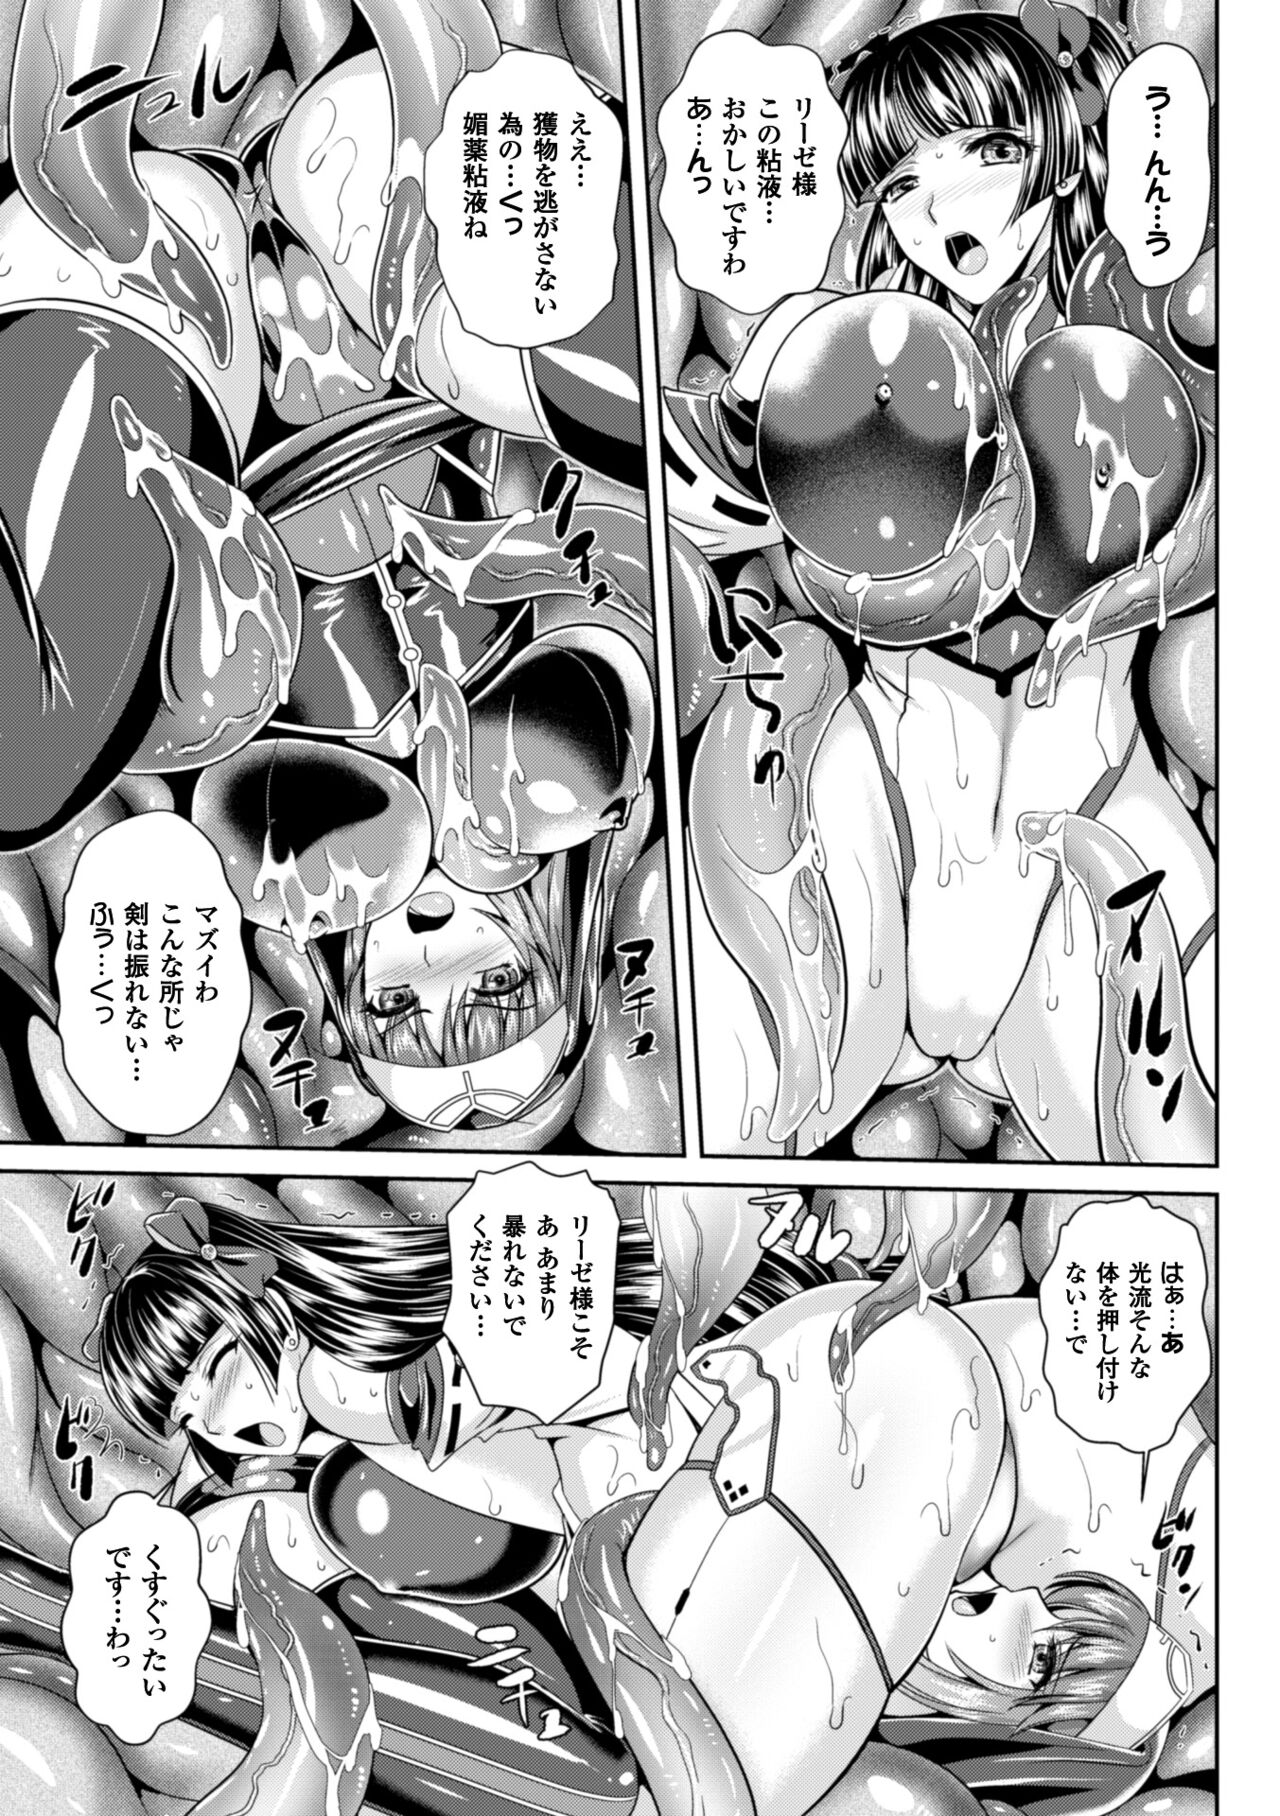 う…んん…う
リーゼ様
この粘液…
おかしいですわ
あ…んっ
にちゅ
ヌルン
ええ…
獲物を逃がさない
為の…くっ
媚薬粘液ね
ニュル
クチュ
マズイわ
こんな所じゃ
剣は振れない…
ふぅ…くっ
ヌチュ
ヌチュ
はぁ…あ
光流そんな
体を押し付け
ない…で
ヌル
ビクン
リーゼ様こそ
あ あまり
暴れないで
ください…
ビク
ビクッ
くすぐったい
です…わっ
ニチュ